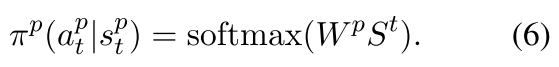 π^p(a_t^p|s_t^p) = softmax(W^p S^t). (6)